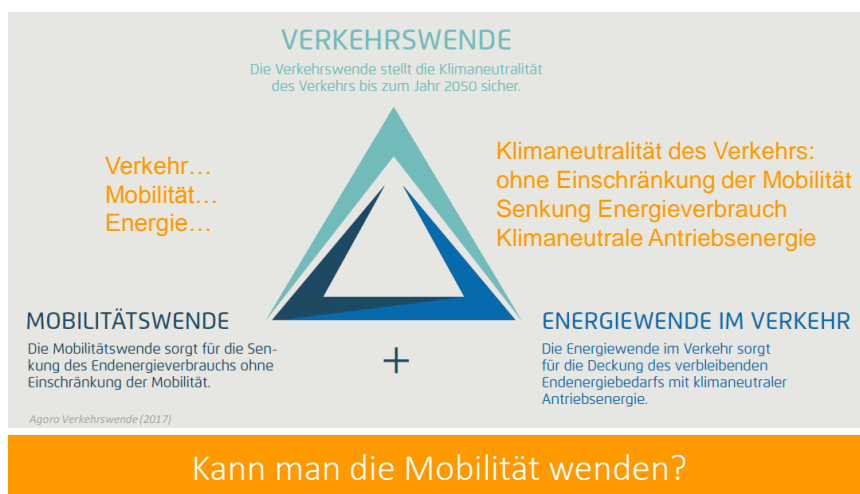 VERKEHRSWENDE
Die Verkehrswende stellt die Klimaneutralität
des Verkehrs bis zum Jahr 2050 sicher.
Verkehr…
Mobilität…
Energie…
Klimaneutralität des Verkehrs:
ohne Einschränkung der Mobilität
Senkung Energieverbrauch
Klimaneutrale Antriebsenergie
MOBILITÄTSWENDE
Die Mobilitätswende sorgt für die Sen-
kung des Endenergieverbrauchs ohne
Einschränkung der Mobilität.
+
ENERGIEWENDE IM VERKEHR
Die Energiewende im Verkehr sorgt
für die Deckung des verbleibenden
Endenergiebedarfs mit klimaneutraler
Antriebsenergie.
Agora Verkehrswende (2017)
Kann man die Mobilität wenden?